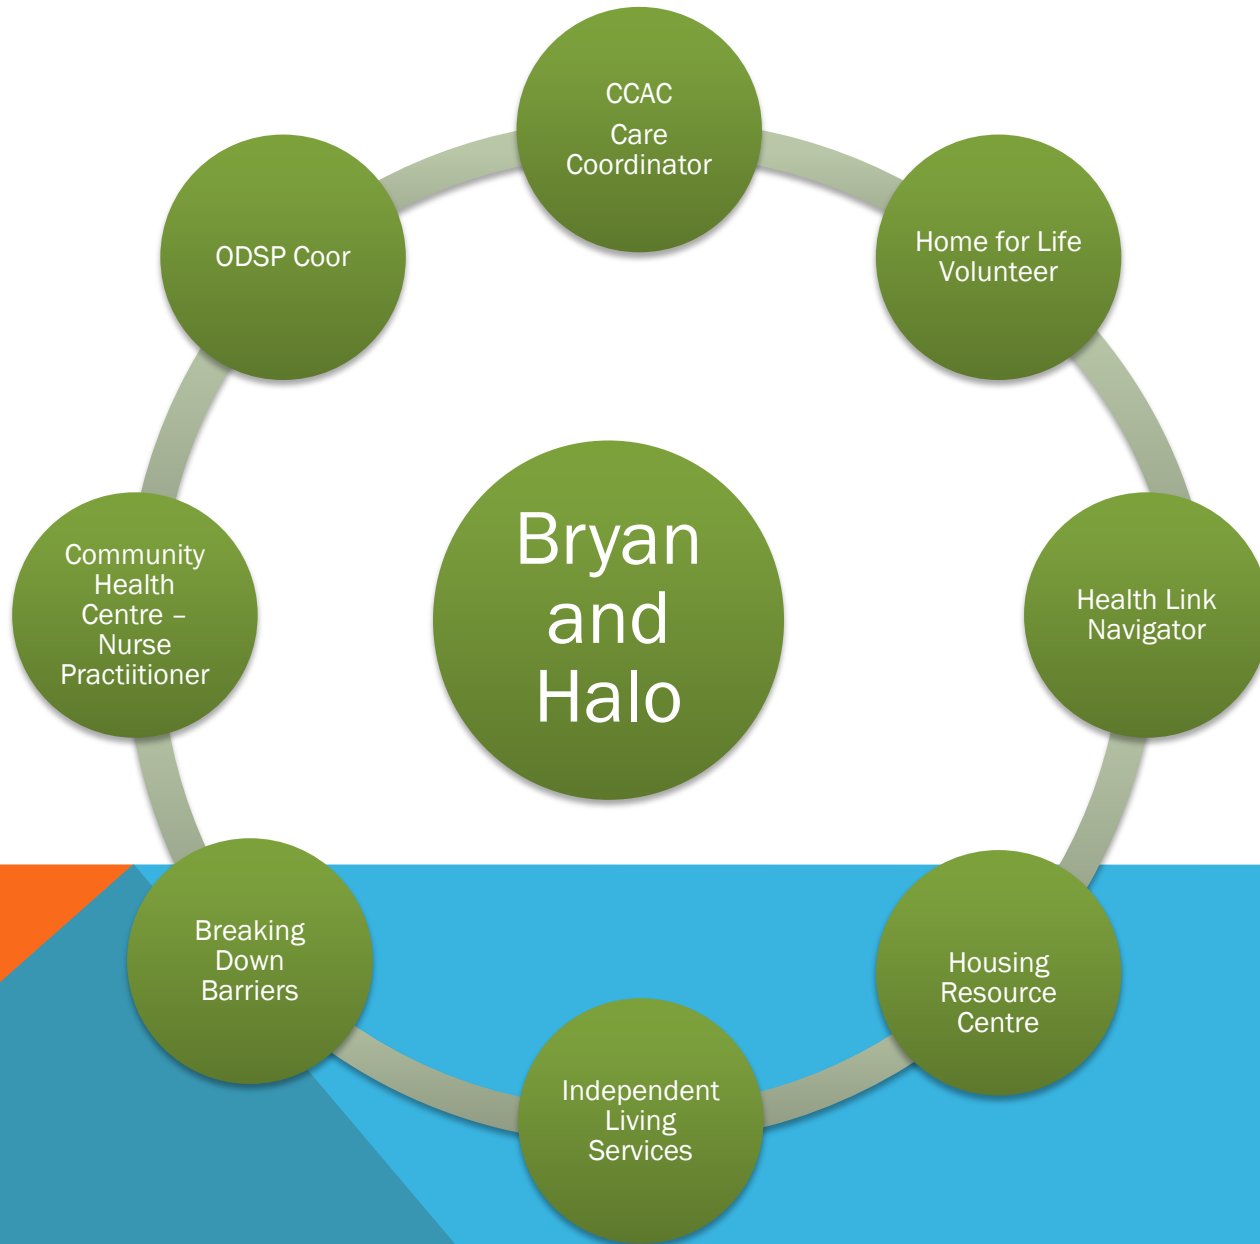 CCAC
Care
Coordinator
Home for Life
Volunteer
Health Link
Navigator
Housing
Resource
Centre
Independent
Living
Services
Breaking
Down
Barriers
Community
Health
Centre –
Nurse
Practiitioner
ODSP Coor
Bryan
and
Halo